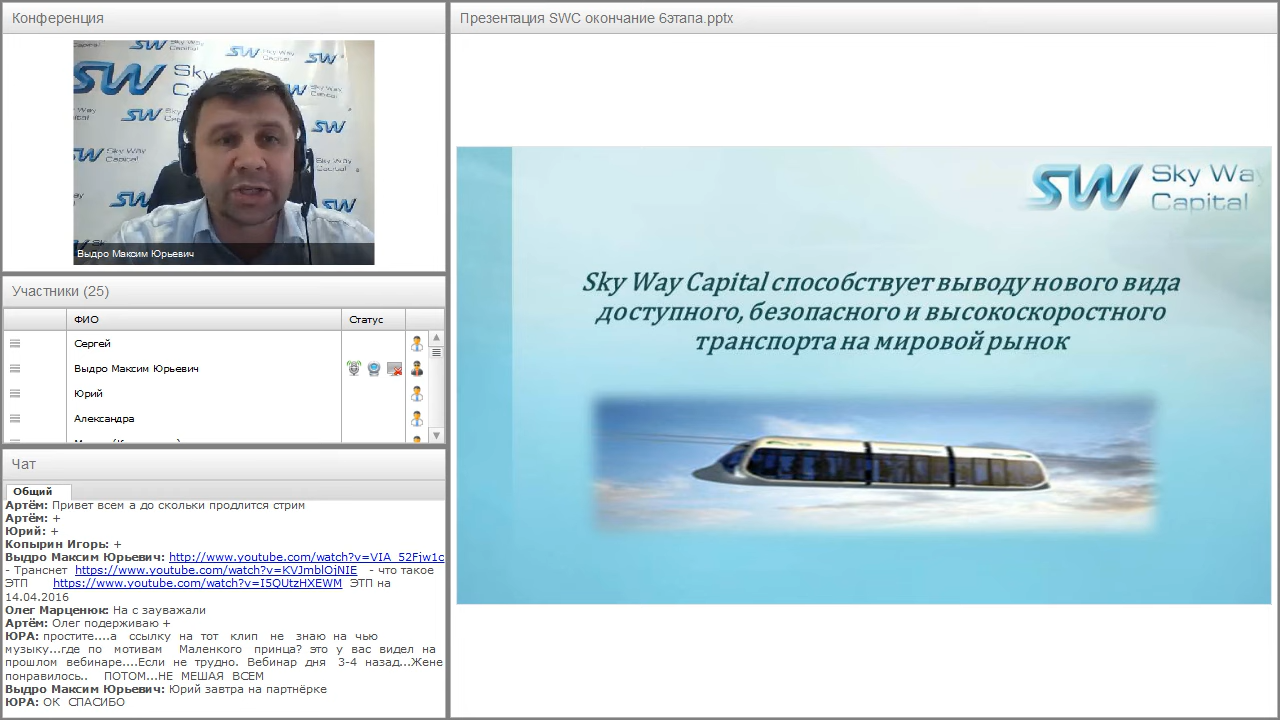 Конференция
Sky Way
Capital
Выдро Максим Юрьевич
Участники (25)
ФИО Статус
Сергей
Выдро Максим Юрьевич
Юрий
Александра
Чат
Общий
Артём: Привет всем а до скольки продлится стрим
Артём: +
Юрий: +
Копырин Игорь: +
Выдро Максим Юрьевич: http://www.youtube.com/watch?v=VIA_52Fjw1c
- Транснет https://www.youtube.com/watch?v=KVJmblOjNIE - что такое
ЭТП https://www.youtube.com/watch?v=I5QUtzHXEWM ЭТП на
14.04.2016
Олег Марценюк: На с зауважали
Артём: Олег подерживаю +
ЮРА: простите....а ссылку на тот клип не знаю на чью
музыку...где по мотивам Маленкого принца? это у вас видел на
прошлом вебинаре....Если не трудно. Вебинар дня 3-4 назад...Жене
понравилось.. ПОТОМ...НЕ МЕШАЯ ВСЕМ
Выдро Максим Юрьевич: Юрий завтра на партнёрке
ЮРА: ОК СПАСИБО
Презентация SWC окончание 6этапа.pptx
SW Sky Way
Capital
Sky Way Capital способствует выводу нового вида
доступного, безопасного и высокоскоростного
транспорта на мировой рынок